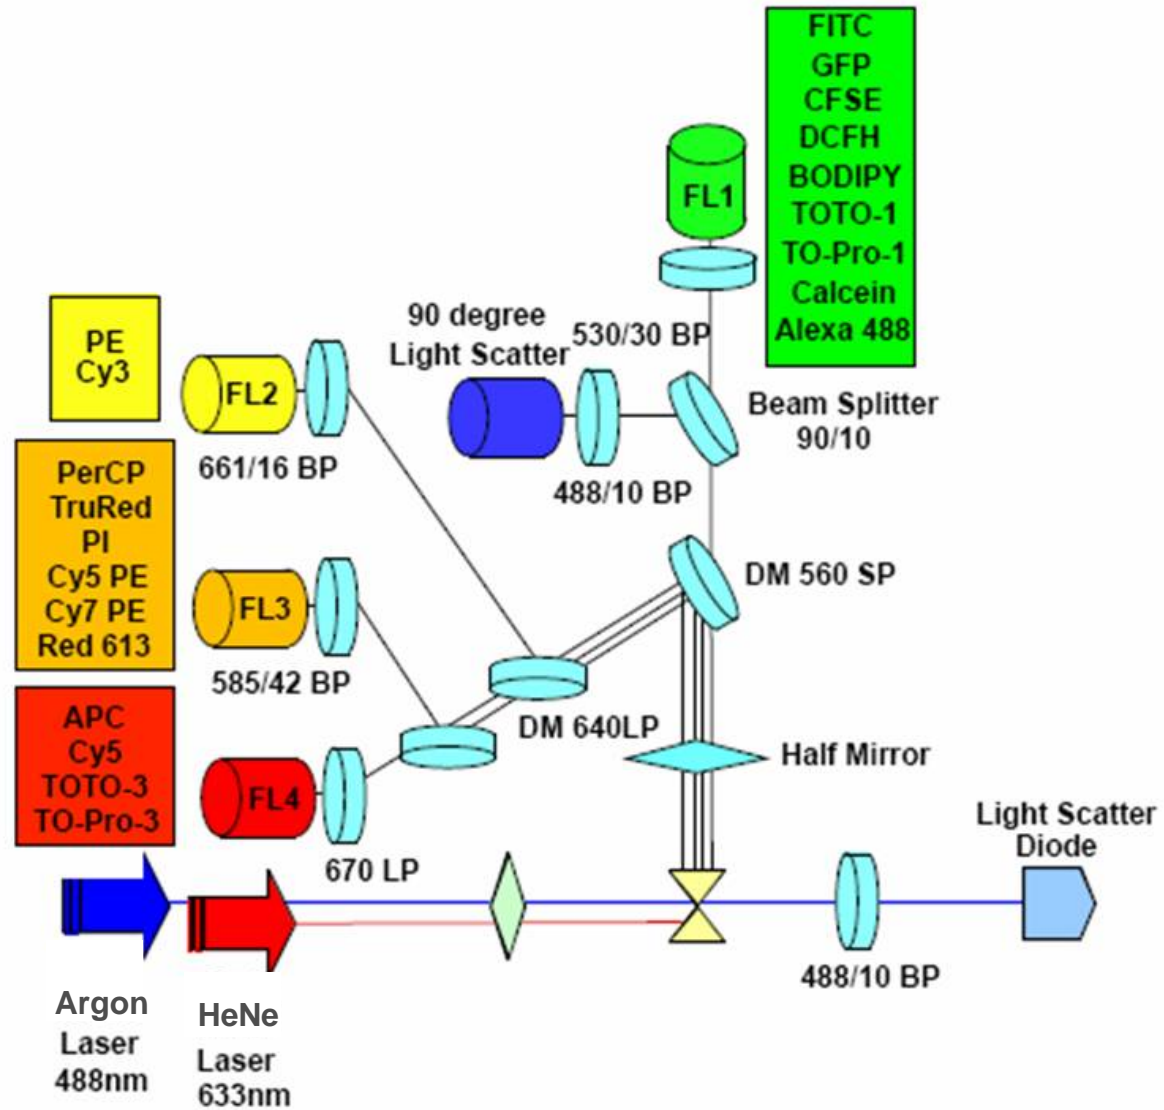 FITC
GFP
CFSE
DCFH
BODIPY
TOTO-1
TO-Pro-1
Calcein
Alexa 488
FL1
90 degree
Light Scatter
530/30 BP
PE
Cy3
FL2
661/16 BP
488/10 BP
Beam Splitter
90/10
PerCP
TruRed
PI
Cy5 PE
Cy7 PE
Red 613
FL3
585/42 BP
DM 560 SP
DM 640LP
Half Mirror
APC
Cy5
TOTO-3
TO-Pro-3
FL4
670 LP
Light Scatter
Diode
488/10 BP
Argon
Laser
488nm
HeNe
Laser
633nm